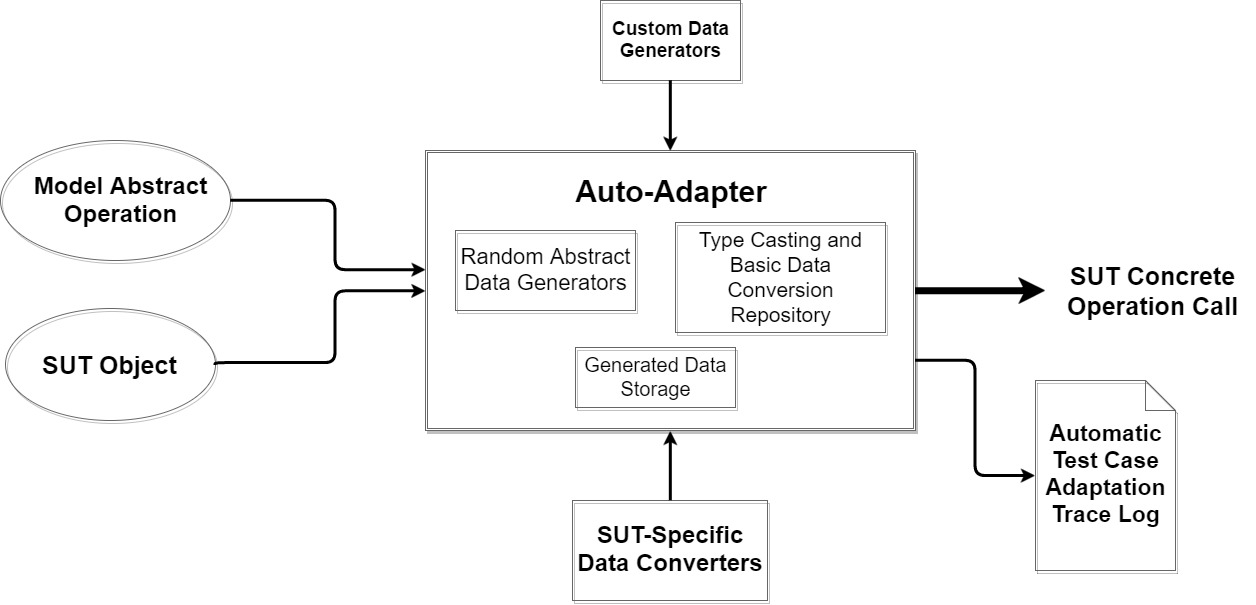 Custom Data
Generators
Model Abstract
Operation
SUT Object
Auto-Adapter
Random Abstract
Data Generators
Type Casting and
Basic Data
Conversion
Repository
Generated Data
Storage
SUT-Specific
Data Converters
SUT Concrete
Operation Call
Automatic
Test Case
Adaptation
Trace Log